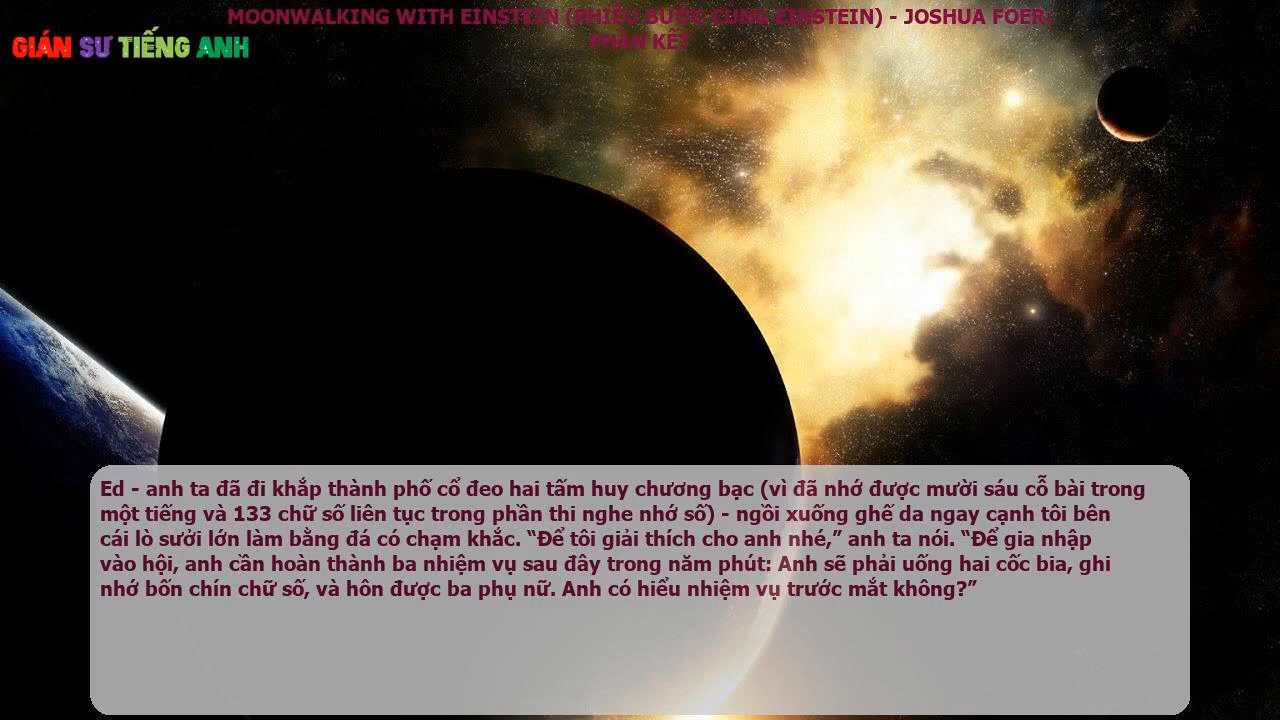 MOONWALKING WITH EINSTEIN (PHIÊU BƯỚC CÙNG EINSTEIN) - JOSHUA FOER:
PHẦN KẾT
GIÁN SƯ TIẾNG ANH
Ed - anh ta đã đi khắp thành phố cổ đeo hai tấm huy chương bạc (vì đã nhớ được mười sáu cỗ bài trong
một tiếng và 133 chữ số liên tục trong phần thi nghe nhớ số) - ngồi xuống ghế da ngay cạnh tôi bên
cái lò sưởi lớn làm bằng đá có chạm khắc. “Để tôi giải thích cho anh nhé,” anh ta nói. “Để gia nhập
vào hội, anh cần hoàn thành ba nhiệm vụ sau đây trong năm phút: Anh sẽ phải uống hai cốc bia, ghi
nhớ bốn chín chữ số, và hôn được ba phụ nữ. Anh có hiểu nhiệm vụ trước mắt không?”